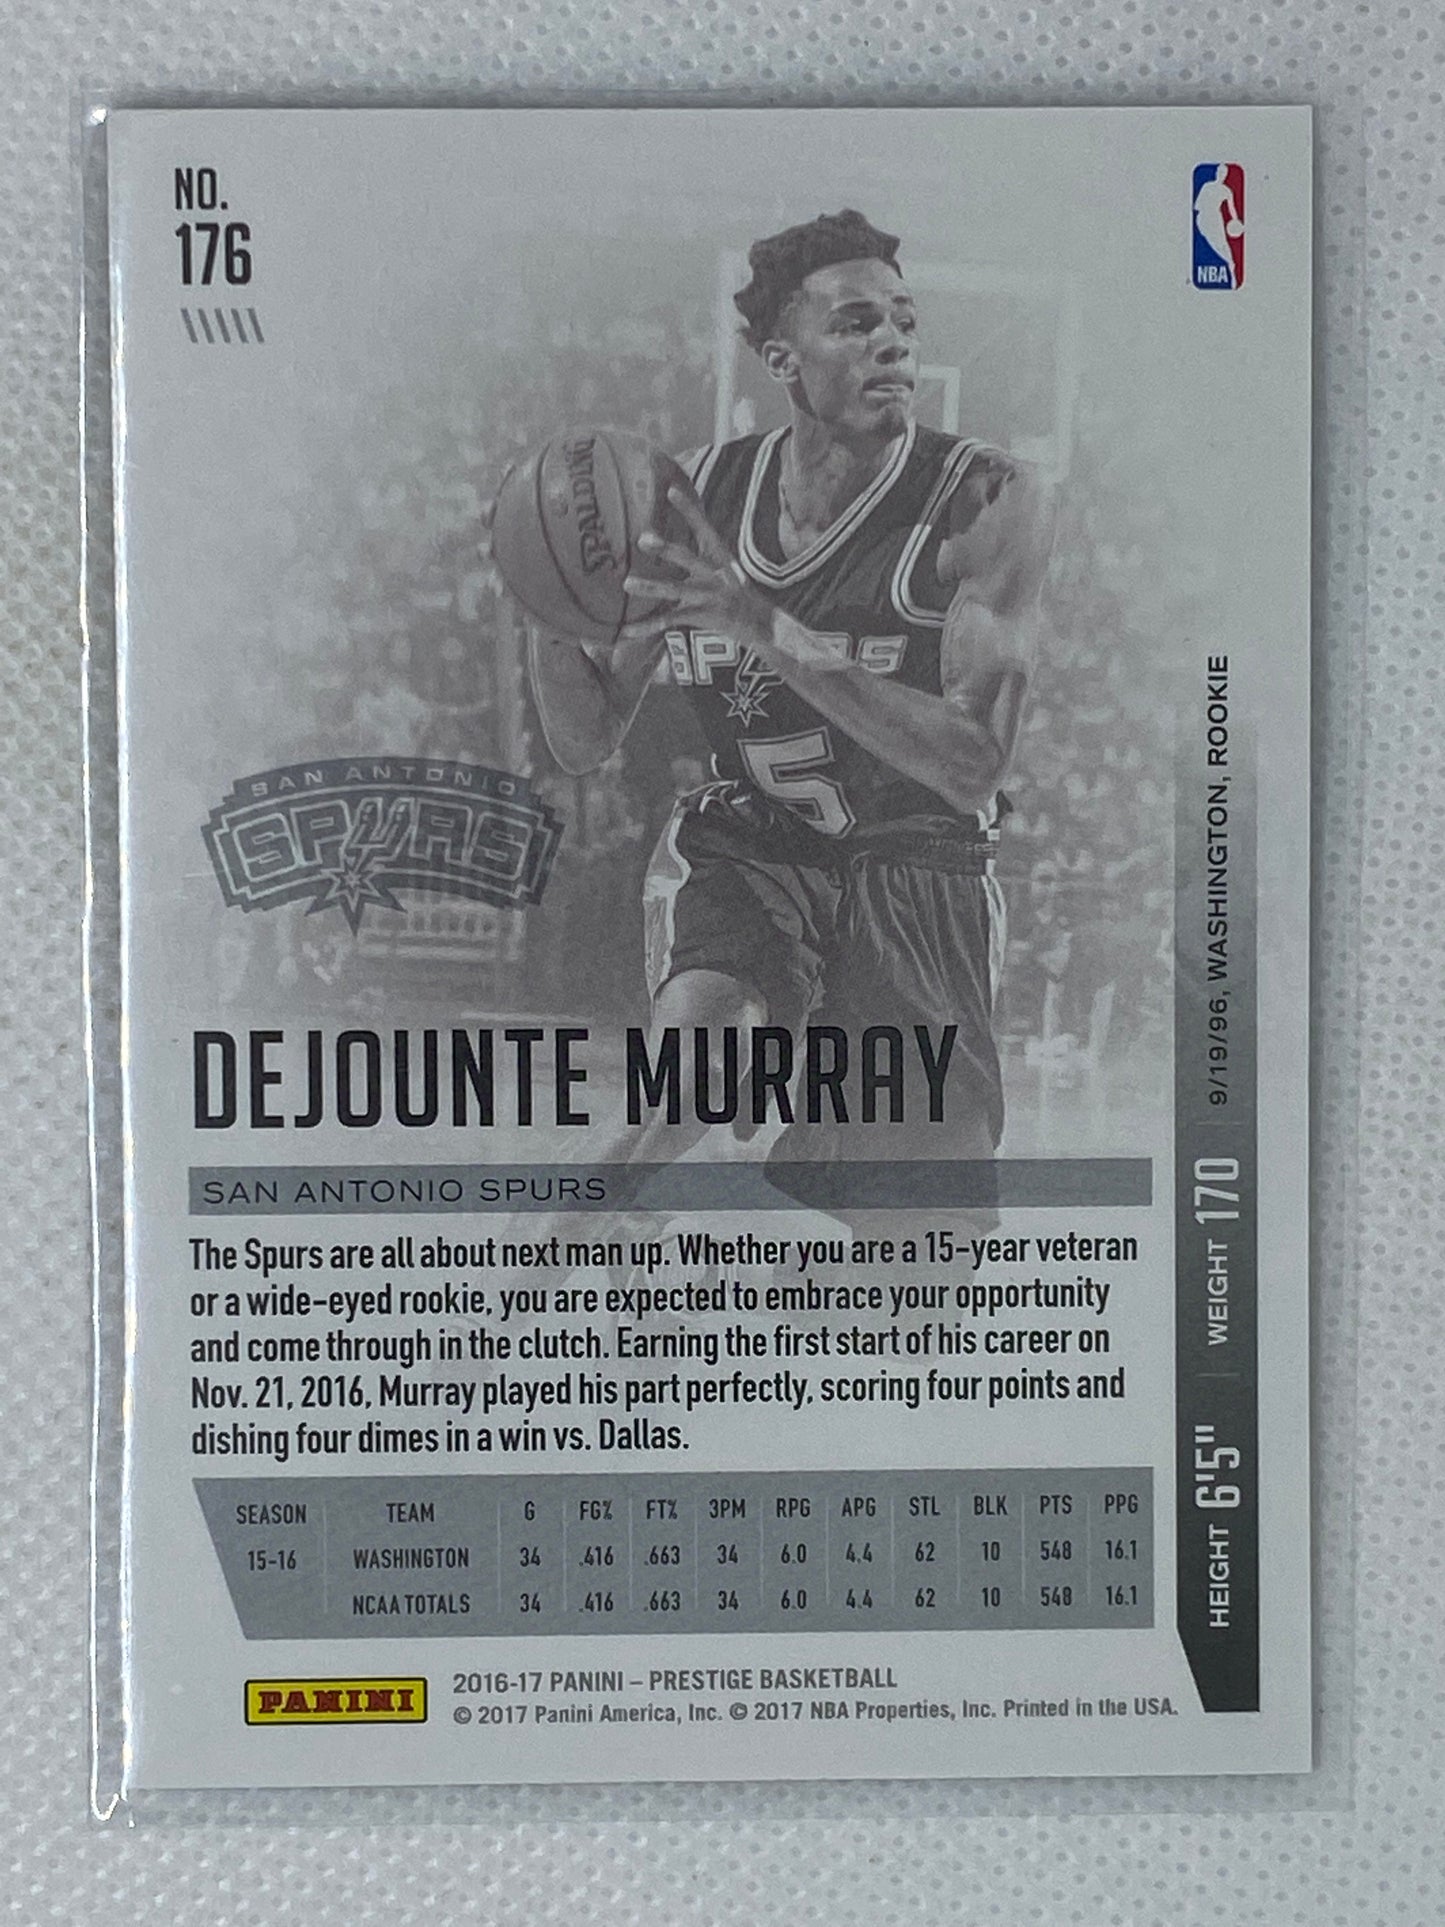 NO.
176
NBA
SPALDING
SPURS
5
SAN ANTONIO
SPURS
DEJOUNTE MURRAY
SAN ANTONIO SPURS
The Spurs are all about next man up. Whether you are a 15-year veteran
or a wide-eyed rookie, you are expected to embrace your opportunity
and come through in the clutch. Earning the first start of his career on
Nov. 21, 2016, Murray played his part perfectly, scoring four points and
dishing four dimes in a win vs. Dallas.
SEASON TEAM G FG% FT% 3PM RPG APG STL BLK PTS PPG
15-16 WASHINGTON 34 .416 .663 34 6.0 4.4 62 10 548 16.1
NCAA TOTALS 34 .416 .663 34 6.0 4.4 62 10 548 16.1
HEIGHT 6'5" | WEIGHT 170 | 9/19/96, WASHINGTON, ROOKIE
PANINI
2016-17 PANINI – PRESTIGE BASKETBALL
© 2017 Panini America, Inc. © 2017 NBA Properties, Inc. Printed in the USA.